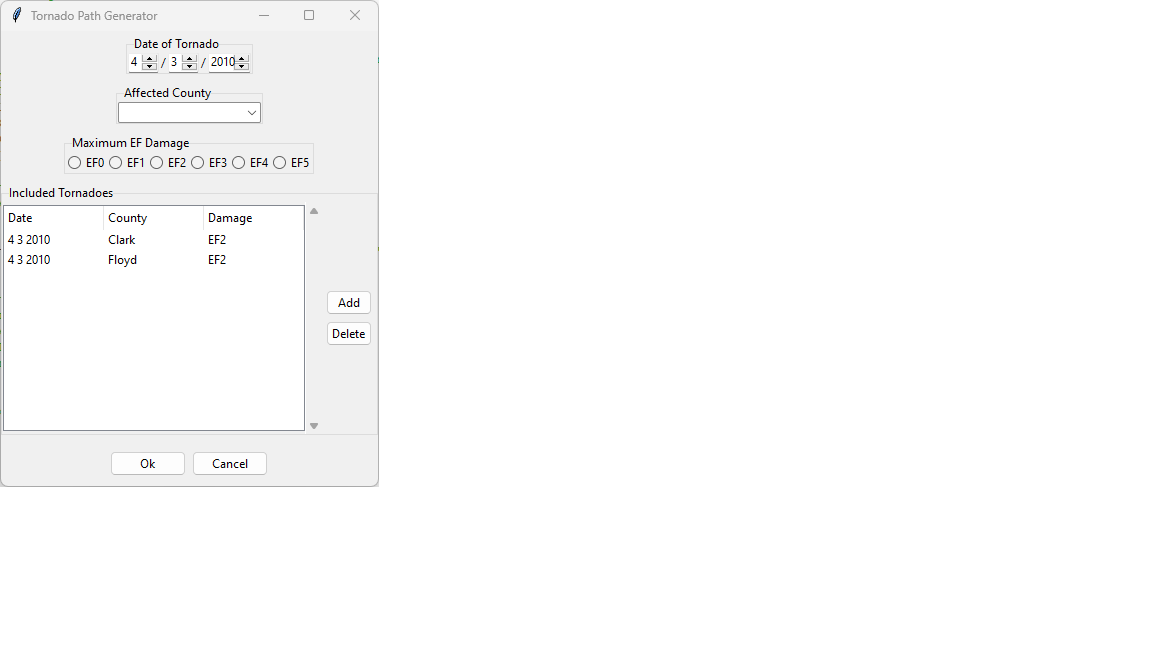 Tornado Path Generator
Date of Tornado
4 / 3 / 2010
Affected County
Maximum EF Damage
EF0 EF1 EF2 EF3 EF4 EF5
Included Tornadoes
Date County Damage
4 3 2010 Clark EF2
4 3 2010 Floyd EF2
Add
Delete
Ok Cancel